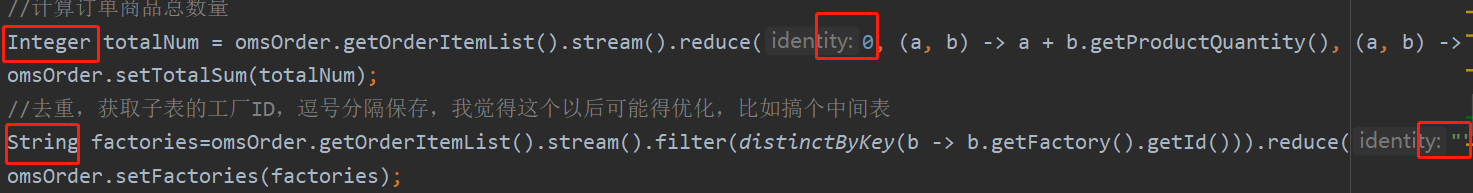 //计算订单商品总数量
Integer totalNum = omsOrder.getOrderItemList().stream().reduce( identity: 0, (a, b) -> a + b.getProductQuantity(), (a, b) ->
omsOrder.setTotalSum(totalNum);
//去重，获取子表的工厂ID，逗号分隔保存，我觉得这个以后可能得优化，比如搞个中间表
String factories=omsOrder.getOrderItemList().stream().filter(distinctByKey(b -> b.getFactory().getId())).reduce( identity: "'
omsOrder.setFactories(factories);